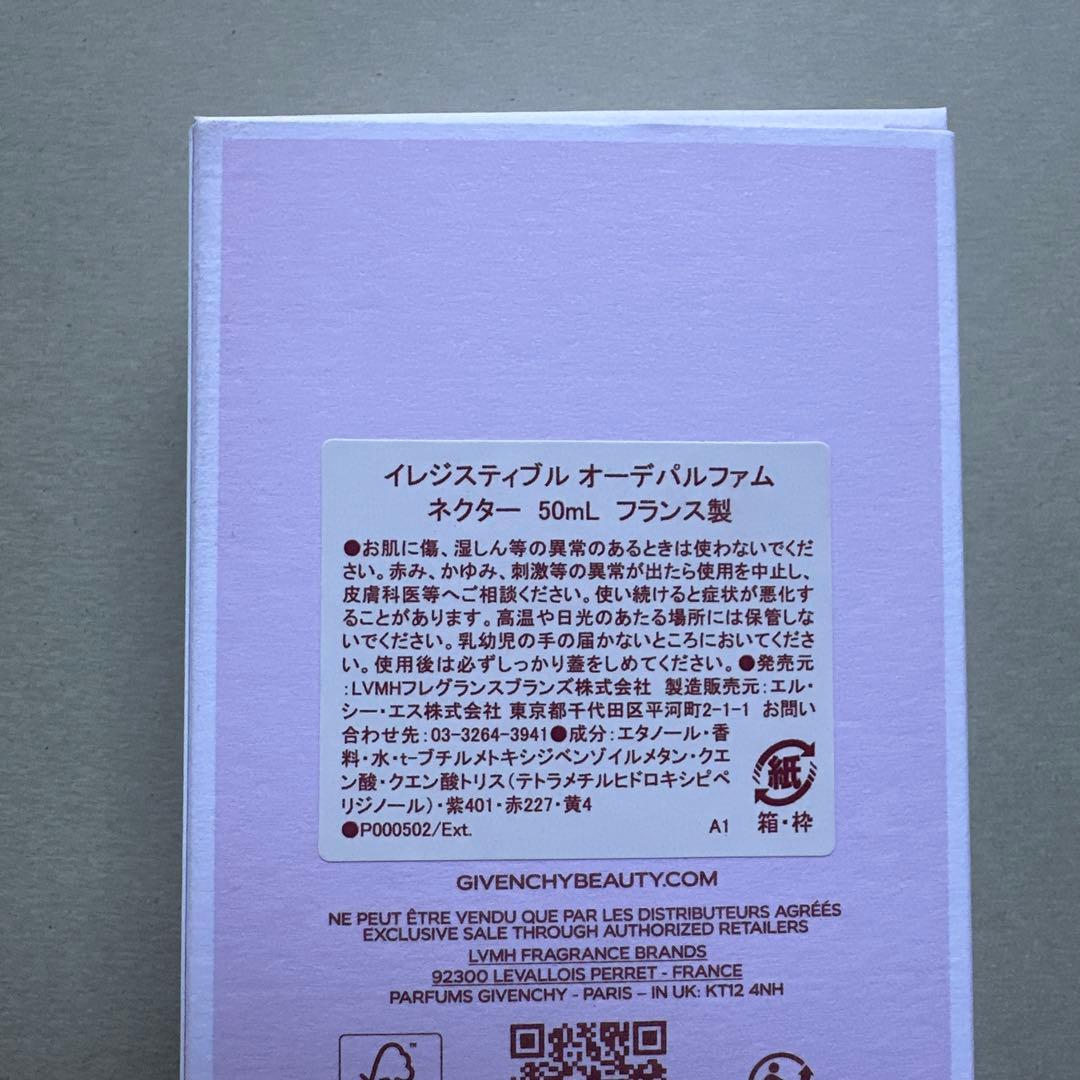 イレジスティブル オーデパルファム
ネクター 50mL フランス製
●お肌に傷、湿しん等の異常のあるときは使わないでくだ
さい。赤み、かゆみ、刺激等の異常が出たら使用を中止し、
皮膚科医等へご相談ください。使い続けると症状が悪化す
ることがあります。高温や日光のあたる場所には保管しな
いでください。乳幼児の手の届かないところにおいてくださ
い。使用後は必ずしっかり蓋をしめてください。●発売元
:LVMHフレグランスブランズ株式会社 製造販売元:エル・
シー・エス株式会社 東京都千代田区平河町2-1-1 お問い
合わせ先:03-3264-3941●成分:エタノール・香
料・水・t-ブチルメトキシジベンゾイルメタン・クエ
ン酸・クエン酸トリス(テトラメチルヒドロキシピペ
リジノール)・紫401・赤227・黄4
●P000502/Ext. A1
紙
箱・枠
GIVENCHYBEAUTY.COM
NE PEUT ÊTRE VENDU QUE PAR LES DISTRIBUTEURS AGRÉÉS
EXCLUSIVE SALE THROUGH AUTHORIZED RETAILERS
LVMH FRAGRANCE BRANDS
92300 LEVALLOIS PERRET - FRANCE
PARFUMS GIVENCHY - PARIS – IN UK: KT12 4NH